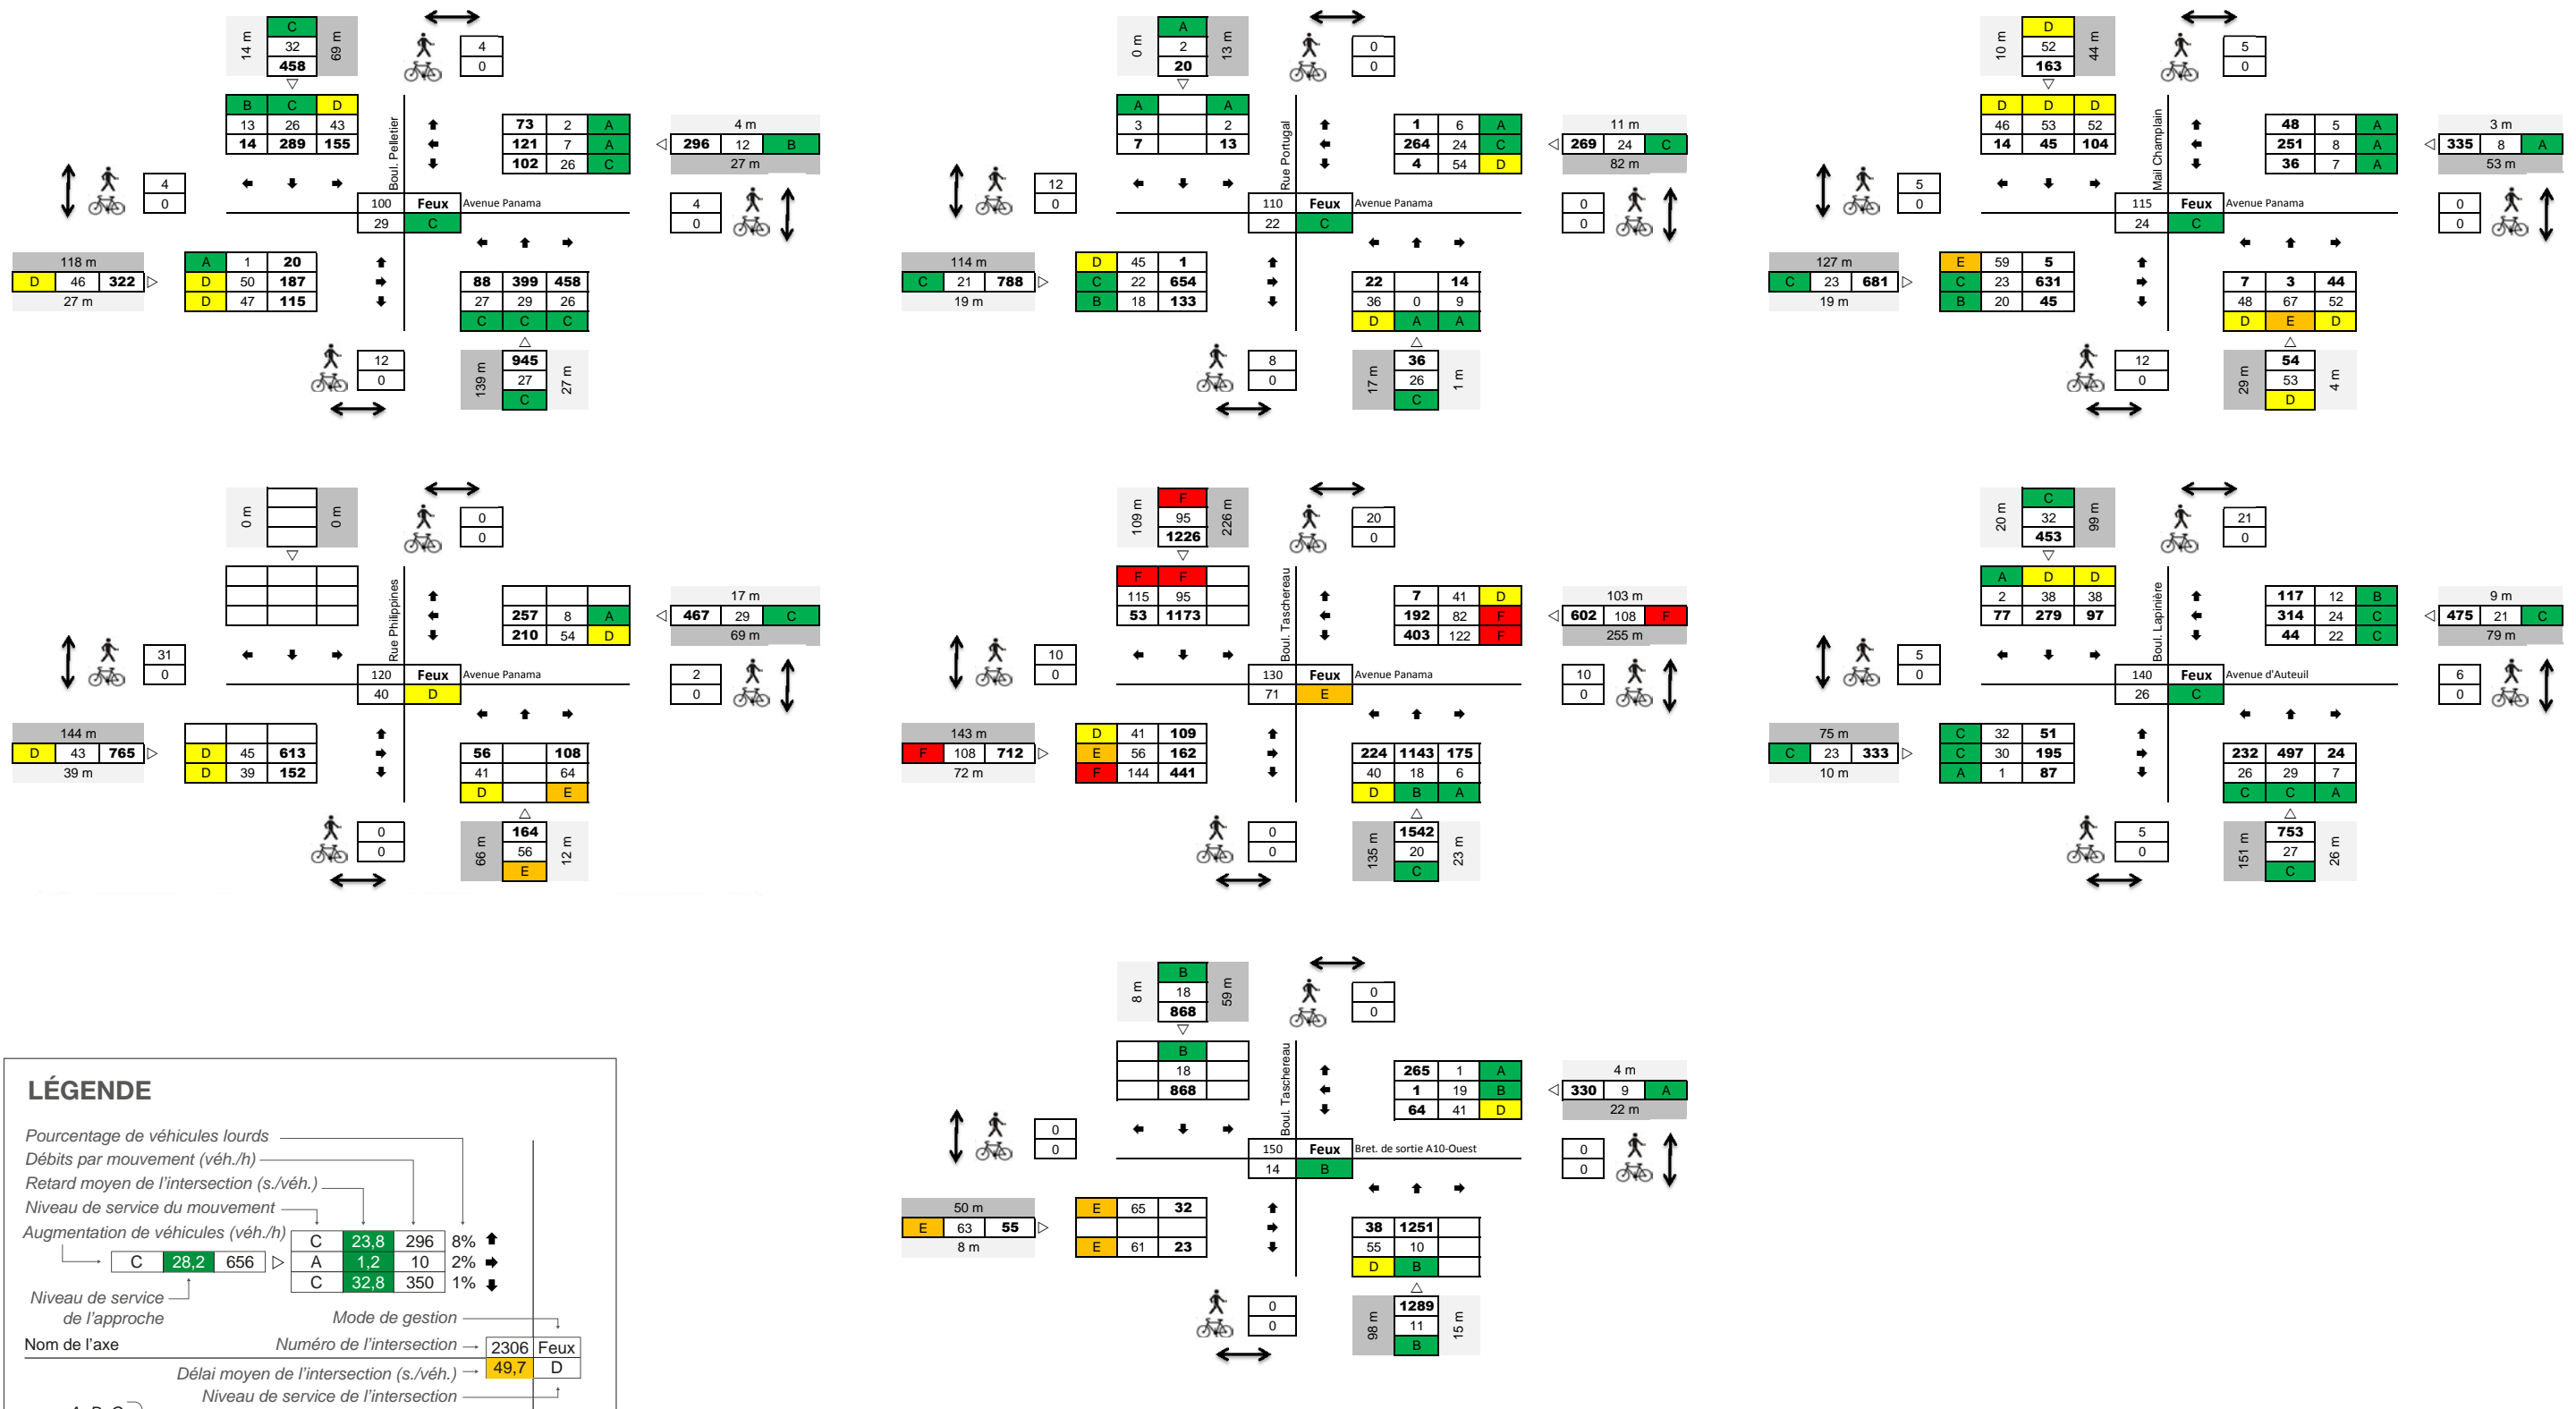 C
14 m 32 69 m
458
4
0
B C D
13 26 43
14 289 155
Boul. Pelletier
73 2 A
121 7 A
102 26 C
4 m
296 12 B
27 m
4
0
4
0
100 Feux Avenue Panama
29 C
118 m
D 46 322
27 m
A 1 20
D 50 187
D 47 115
88 399 458
27 29 26
C C C
12
0
945
139 m 27 27 m
C
A
0 m 2 13 m
20
0
0
A A
3 2
7 13
Rue Portugal
1 6 A
264 24 C
4 54 D
11 m
269 24 C
82 m
12
0
0
0
110 Feux Avenue Panama
22 C
114 m
C 21 788
19 m
D 45 1
C 22 654
B 18 133
22 14
36 0 9
D A A
8
0
36
17 m 26 1 m
C
D
10 m 52 44 m
163
5
0
D D D
46 53 52
14 45 104
Mail Champlain
48 5 A
251 8 A
36 7 A
3 m
335 8 A
53 m
5
0
0
0
115 Feux Avenue Panama
24 C
127 m
C 23 681
19 m
E 59 5
C 23 631
B 20 45
7 3 44
48 67 52
D E D
12
0
54
29 m 53 4 m
D
0 m 0 m
0
0
Rue Philippines
257 8 A
210 54 D
17 m
467 29 C
69 m
31
0
2
0
120 Feux Avenue Panama
40 D
144 m
D 43 765
39 m
D 45 613
D 39 152
56 108
41 64
D E
0
0
164
66 m 56 12 m
E
F
109 m 95 226 m
1226
20
0
F F
115 95
53 1173
Boul. Taschereau
7 41 D
192 82 F
403 122 F
103 m
602 108 F
255 m
10
0
10
0
130 Feux Avenue Panama
71 E
143 m
F 108 712
72 m
D 41 109
E 56 162
F 144 441
224 1143 175
40 18 6
D B A
0
0
1542
135 m 20 23 m
C
C
20 m 32 99 m
453
21
0
A D D
2 38 38
77 279 97
Boul. Lapinière
117 12 B
314 24 C
44 22 C
9 m
475 21 C
79 m
5
0
6
0
140 Feux Avenue d'Auteuil
26 C
75 m
C 23 333
10 m
C 32 51
C 30 195
A 1 87
232 497 24
26 29 7
C C A
5
0
753
151 m 27 26 m
C
B
8 m 18 59 m
868
0
0
B
18
868
Boul. Taschereau
265 1 A
1 19 B
64 41 D
4 m
330 9 A
22 m
0
0
0
0
150 Feux Bret. de sortie A10-Ouest
14 B
50 m
E 63 55
8 m
E 65 32
E 61 23
38 1251
55 10
D B
0
0
1289
98 m 11 15 m
B
LÉGENDE
Pourcentage de véhicules lourds
Débits par mouvement (véh./h)
Retard moyen de l'intersection (s./véh.)
Niveau de service du mouvement
Augmentation de véhicules (véh./h)
C 23,8 296 8%
C 28,2 656 A 1,2 10 2%
C 32,8 350 1%
Niveau de service
de l'approche
Mode de gestion
Nom de l'axe Numéro de l'intersection 2306 Feux
Délai moyen de l'intersection (s./véh.) 49,7 D
Niveau de service de l'intersection